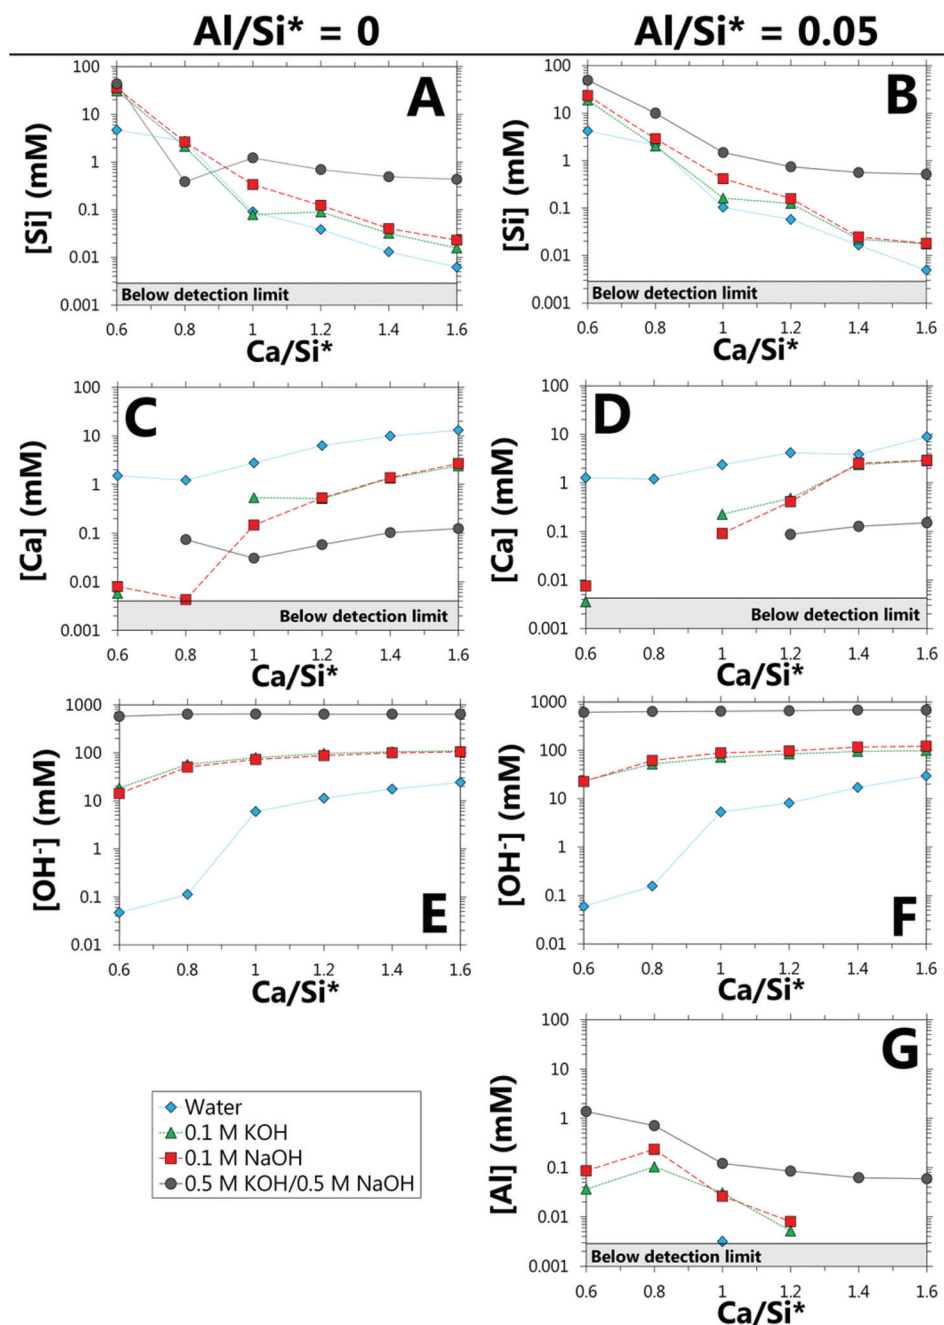 Al/Si* = 0
Al/Si* = 0.05
A
[Si] (mM)
100
10
1
0.1
0.01
0.001
Below detection limit
0.6 0.8 1 1.2 1.4 1.6
Ca/Si*
B
[Si] (mM)
100
10
1
0.1
0.01
0.001
Below detection limit
0.6 0.8 1 1.2 1.4 1.6
Ca/Si*
C
[Ca] (mM)
100
10
1
0.1
0.01
0.001
Below detection limit
0.6 0.8 1 1.2 1.4 1.6
Ca/Si*
D
[Ca] (mM)
100
10
1
0.1
0.01
0.001
Below detection limit
0.6 0.8 1 1.2 1.4 1.6
Ca/Si*
E
[OH⁻] (mM)
1000
100
10
1
0.1
0.01
0.6 0.8 1 1.2 1.4 1.6
Ca/Si*
F
[OH⁻] (mM)
1000
100
10
1
0.1
0.01
0.6 0.8 1 1.2 1.4 1.6
Ca/Si*
Water
0.1 M KOH
0.1 M NaOH
0.5 M KOH/0.5 M NaOH
G
[Al] (mM)
100
10
1
0.1
0.01
0.001
Below detection limit
0.6 0.8 1 1.2 1.4 1.6
Ca/Si*